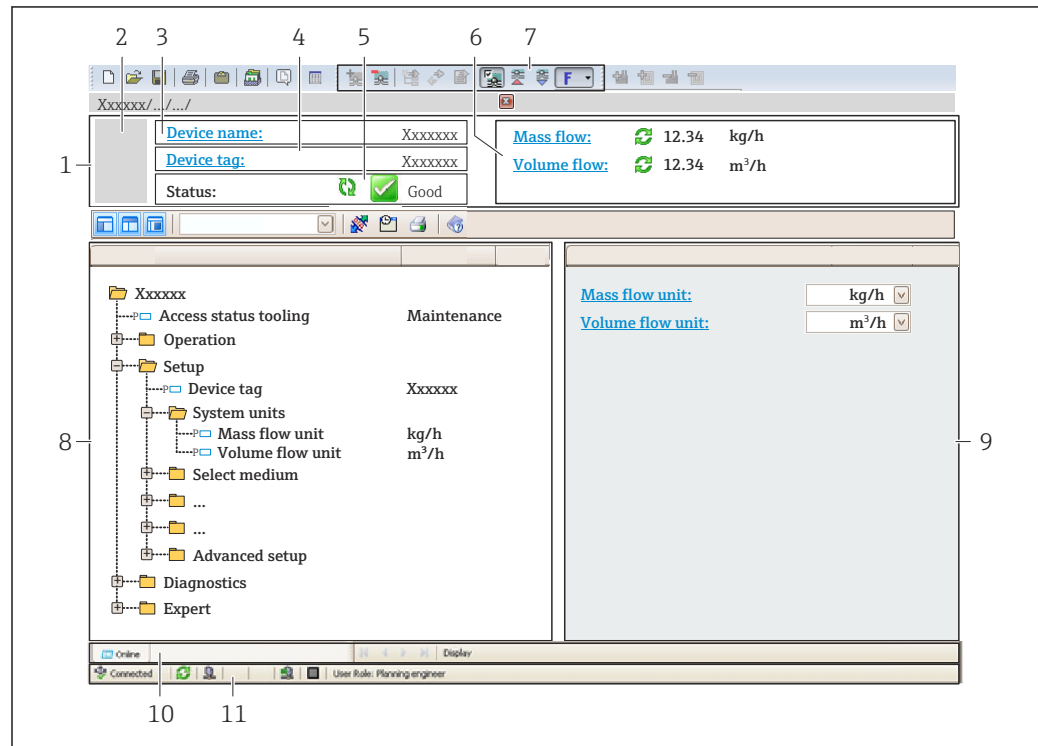 2 3 4 5 6 7
F
Xxxxxx/.../.../
1
Device name: Xxxxxxx
Device tag: Xxxxxxx
Status: Good
Mass flow: 12.34 kg/h
Volume flow: 12.34 m³/h
Xxxxxx
P Access status tooling Maintenance
Operation
Setup
P Device tag Xxxxxx
System units
P Mass flow unit kg/h
P Volume flow unit m³/h
Select medium
...
...
Advanced setup
Diagnostics
Expert
8
Mass flow unit: kg/h
Volume flow unit: m³/h
9
Online Display
Connected User Role: Planning engineer
10 11